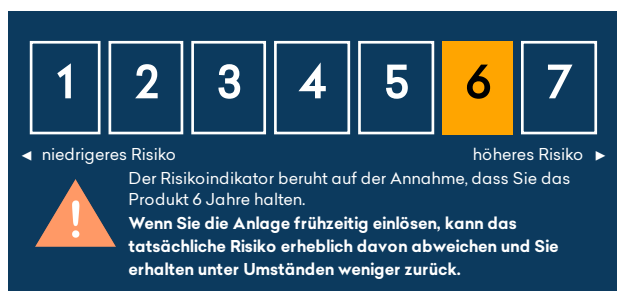 1 2 3 4 5 6 7
◄ niedrigeres Risiko höheres Risiko ►
Der Risikoindikator beruht auf der Annahme, dass Sie das
Produkt 6 Jahre halten.
Wenn Sie die Anlage frühzeitig einlösen, kann das
tatsächliche Risiko erheblich davon abweichen und Sie
erhalten unter Umständen weniger zurück.
!